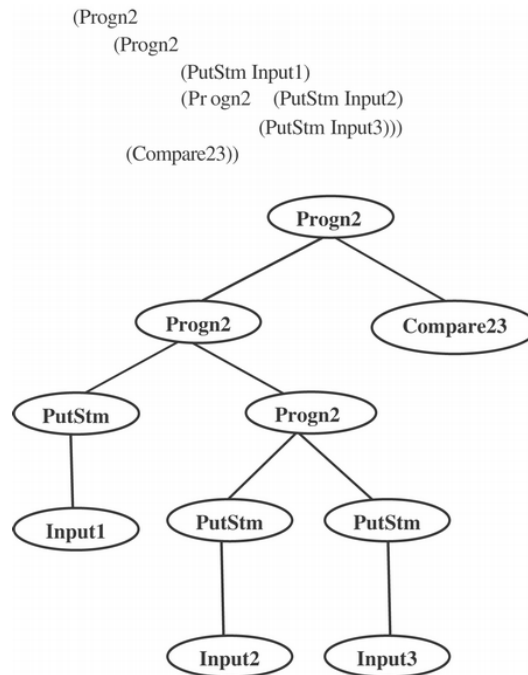 (Progn2
(Progn2
(PutStm Input1)
(Pr ogn2 (PutStm Input2)
(PutStm Input3)))
(Compare23))
Progn2
Progn2
Compare23
PutStm
Progn2
Input1
PutStm
PutStm
Input2
Input3